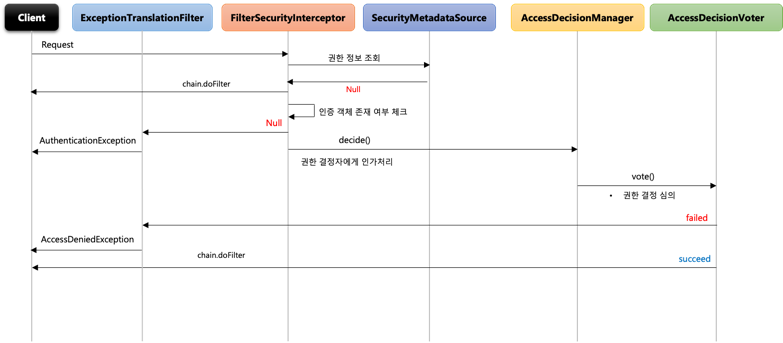 Client
ExceptionTranslationFilter
FilterSecurityInterceptor
SecurityMetadataSource
AccessDecisionManager
AccessDecisionVoter
Request
권한 정보 조회
chain.doFilter
Null
인증 객체 존재 여부 체크
Null
AuthenticationException
decide()
권한 결정자에게 인가처리
vote()
• 권한 결정 심의
failed
AccessDeniedException
chain.doFilter
succeed